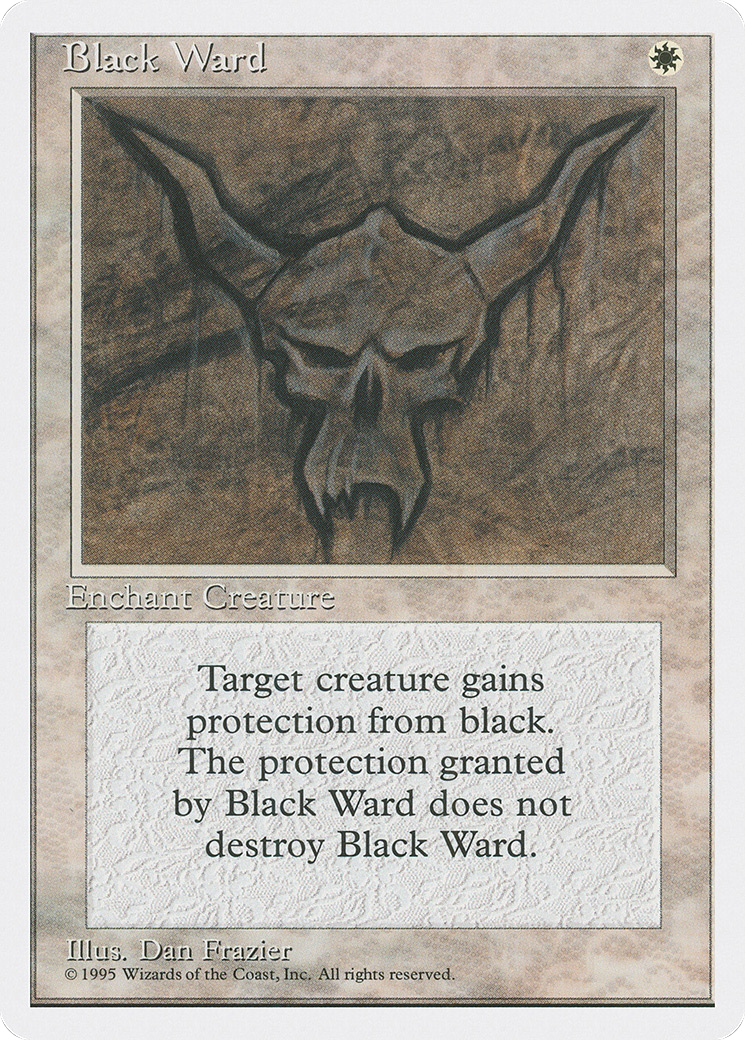 Black Ward
Enchant Creature
Target creature gains
protection from black.
The protection granted
by Black Ward does not
destroy Black Ward.
Illus. Dan Frazier
© 1995 Wizards of the Coast, Inc. All rights reserved.